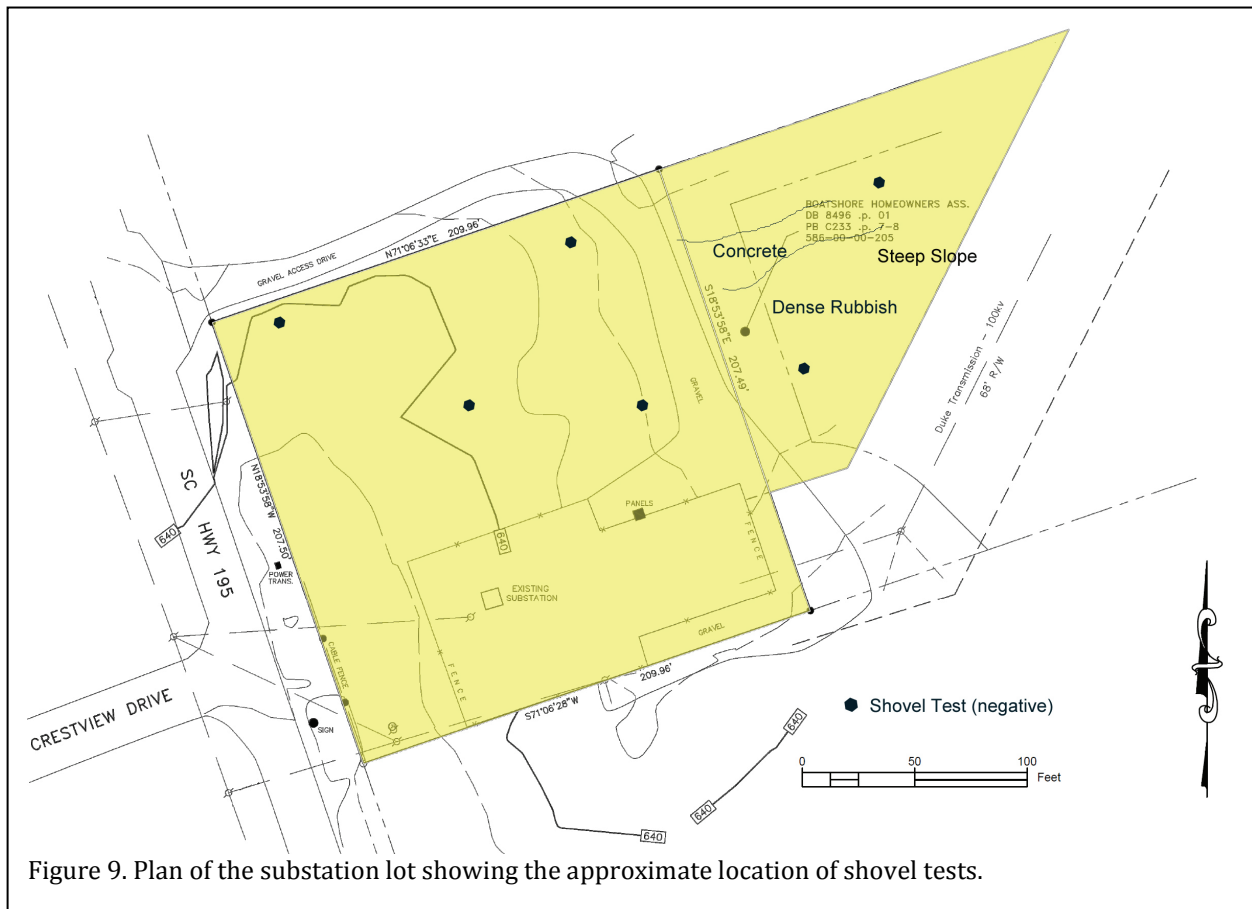 BOATSHORE HOMEOWNERS ASS.
DB 8496 .p. 01
PB C233 .p. 7-8
586-00-00-205
Concrete
Steep Slope
Dense Rubbish
N71°06'33"E 209.96'
GRAVEL ACCESS DRIVE
S18°53'58"E 207.49'
GRAVEL
Duke Transmission - 100kv
68' R/W
SC HWY 195
N18°53'58"W 207.50'
640
640
PANELS
FENCE
POWER
TRANS.
EXISTING
SUBSTATION
CABLE FENCE
FENCE
GRAVEL
209.96'
S71°06'28"W
CRESTVIEW DRIVE
SIGN
640
640
640
Shovel Test (negative)
0 50 100
Feet
Figure 9. Plan of the substation lot showing the approximate location of shovel tests.